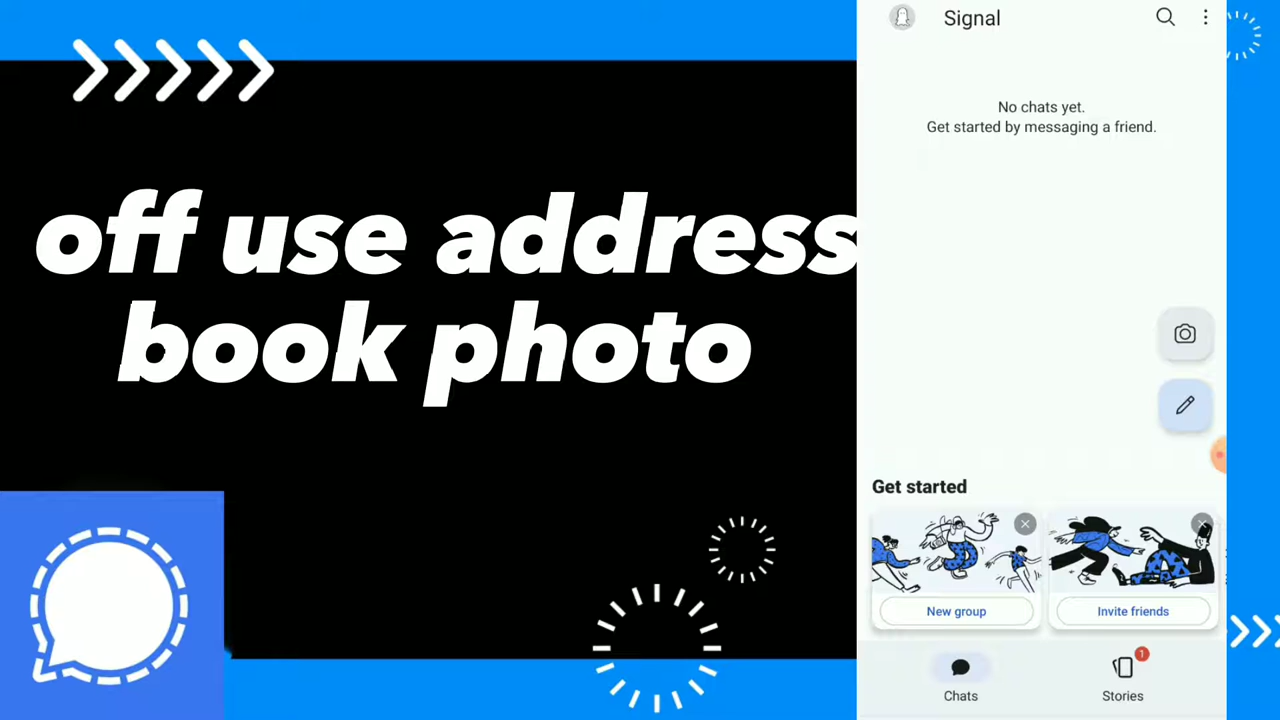 off use address
book photo
Signal
No chats yet.
Get started by messaging a friend.
Get started
New group
Invite friends
1
Chats
Stories